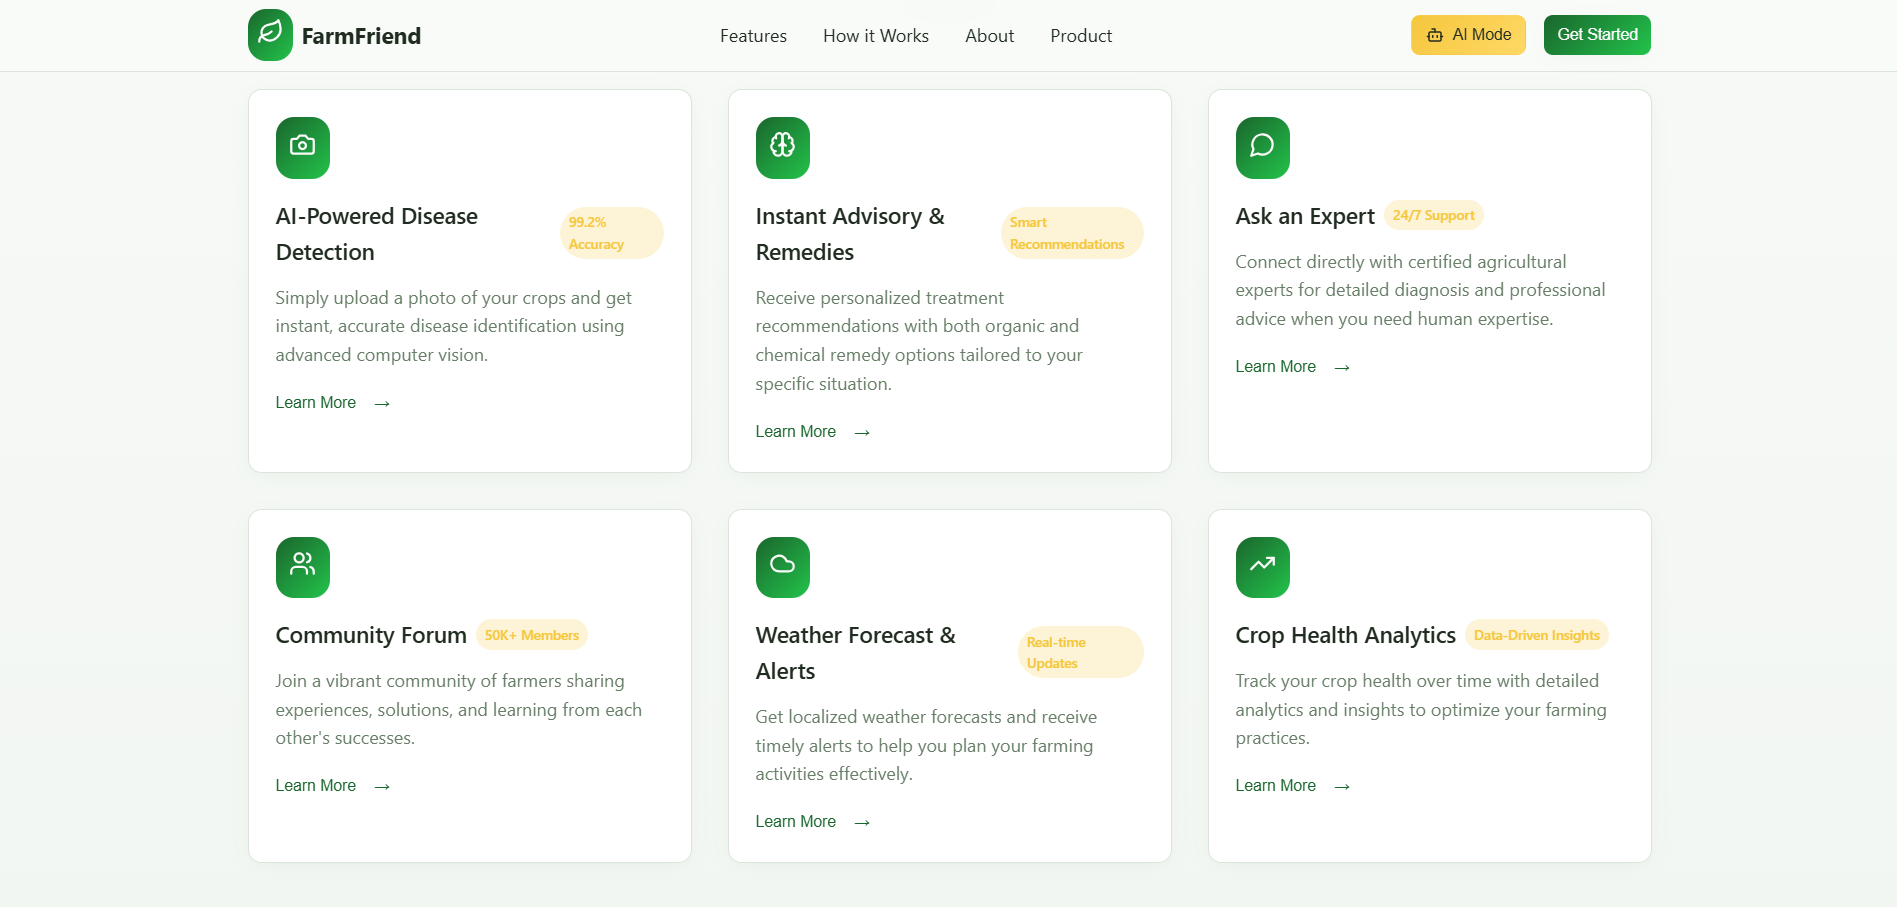 FarmFriend
Features
How it Works
About
Product
AI Mode
Get Started
AI-Powered Disease
Detection
99.2%
Accuracy
Simply upload a photo of your crops and get
instant, accurate disease identification using
advanced computer vision.
Learn More →
Instant Advisory &
Remedies
Smart
Recommendations
Receive personalized treatment
recommendations with both organic and
chemical remedy options tailored to your
specific situation.
Learn More →
Ask an Expert
24/7 Support
Connect directly with certified agricultural
experts for detailed diagnosis and professional
advice when you need human expertise.
Learn More →
Community Forum
50K+ Members
Join a vibrant community of farmers sharing
experiences, solutions, and learning from each
other's successes.
Learn More →
Weather Forecast &
Alerts
Real-time
Updates
Get localized weather forecasts and receive
timely alerts to help you plan your farming
activities effectively.
Learn More →
Crop Health Analytics
Data-Driven Insights
Track your crop health over time with detailed
analytics and insights to optimize your farming
practices.
Learn More →